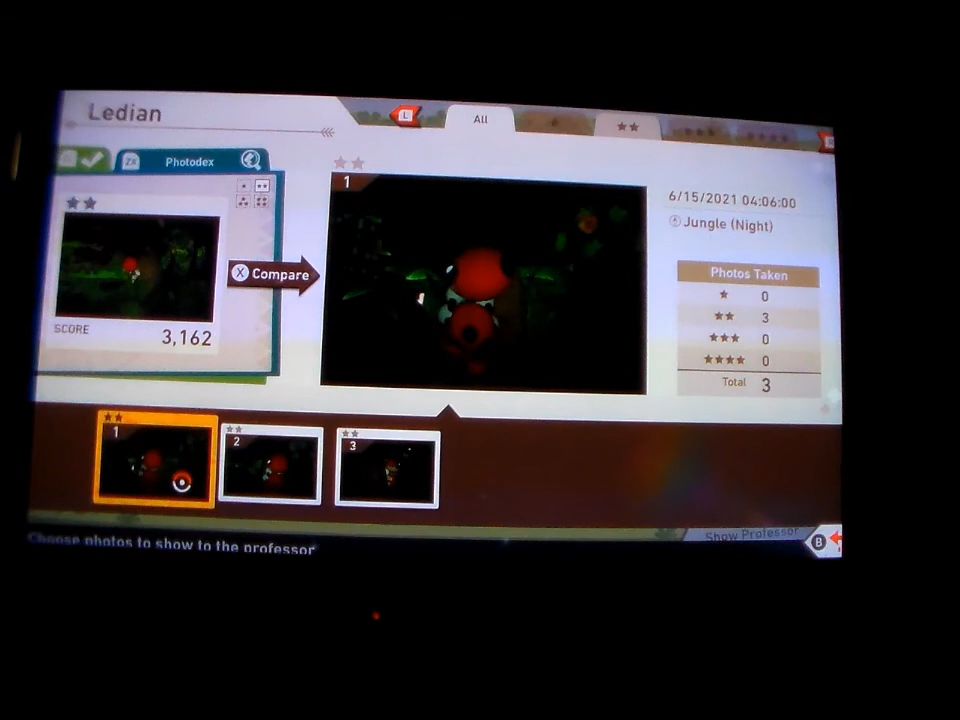 Ledian
L
All
ZR
Photodex
SCORE
3,162
X Compare
1
6/15/2021 04:06:00
Jungle (Night)
Photos Taken
0
3
0
0
Total 3
1
2
3
Choose photos to show to the professor
Show Professor
B